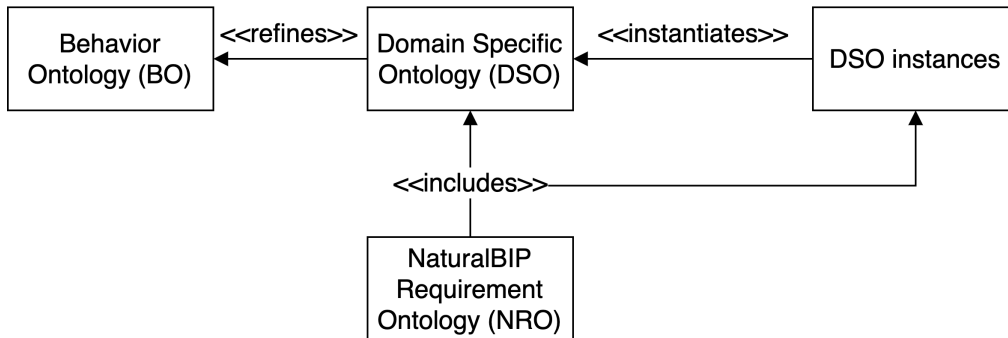 Behavior
Ontology (BO)
<<refines>>
Domain Specific
Ontology (DSO)
<<instantiates>>
DSO instances
<<includes>>
NaturalBIP
Requirement
Ontology (NRO)